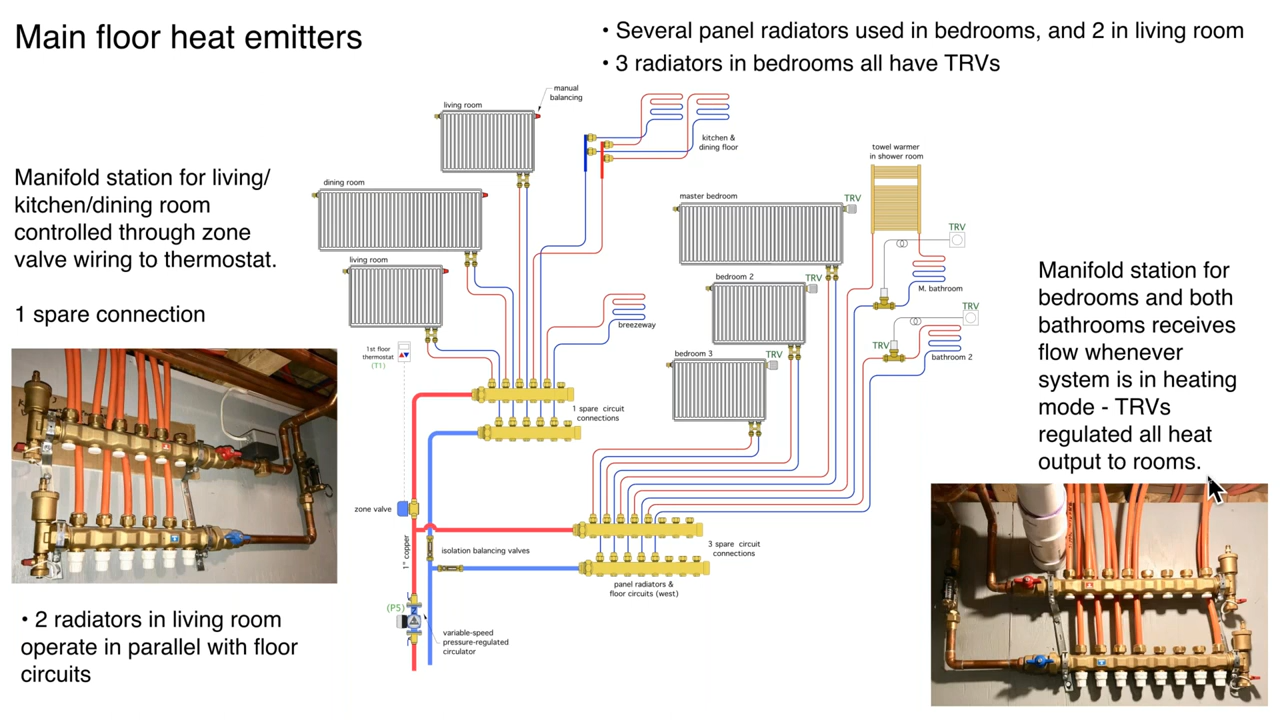 Main floor heat emitters
• Several panel radiators used in bedrooms, and 2 in living room
• 3 radiators in bedrooms all have TRVs
Manifold station for living/
kitchen/dining room
controlled through zone
valve wiring to thermostat.
1 spare connection
• 2 radiators in living room
operate in parallel with floor
circuits
manual
balancing
living room
dining room
living room
kitchen &
dining floor
breezeway
1st floor
thermostat
(T1)
1 spare circuit
connections
towel warmer
in shower room
master bedroom
TRV
TRV
bedroom 2
TRV
M. bathroom
TRV
TRV
bedroom 3
TRV
bathroom 2
zone valve
1" copper
isolation balancing valves
3 spare circuit
connections
panel radiators &
floor circuits (west)
(P5)
variable-speed
pressure-regulated
circulator
Manifold station for
bedrooms and both
bathrooms receives
flow whenever
system is in heating
mode - TRVs
regulated all heat
output to rooms.